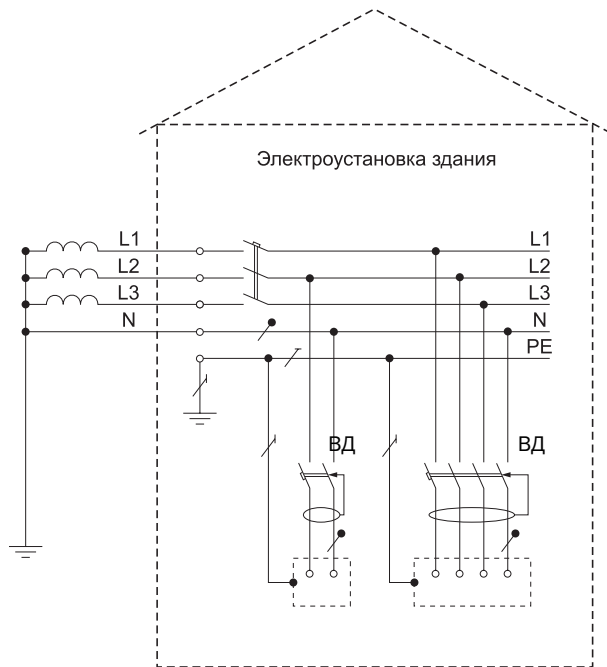 Электроустановка здания
L1 L1
L2 L2
L3 L3
N N
PE
ВД ВД